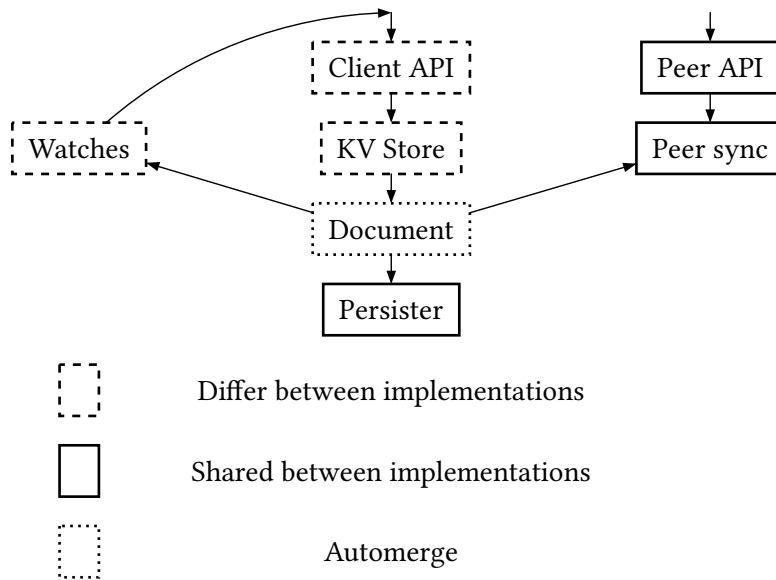 Client API
Peer API
Watches
KV Store
Peer sync
Document
Persister
Differ between implementations
Shared between implementations
Automerge